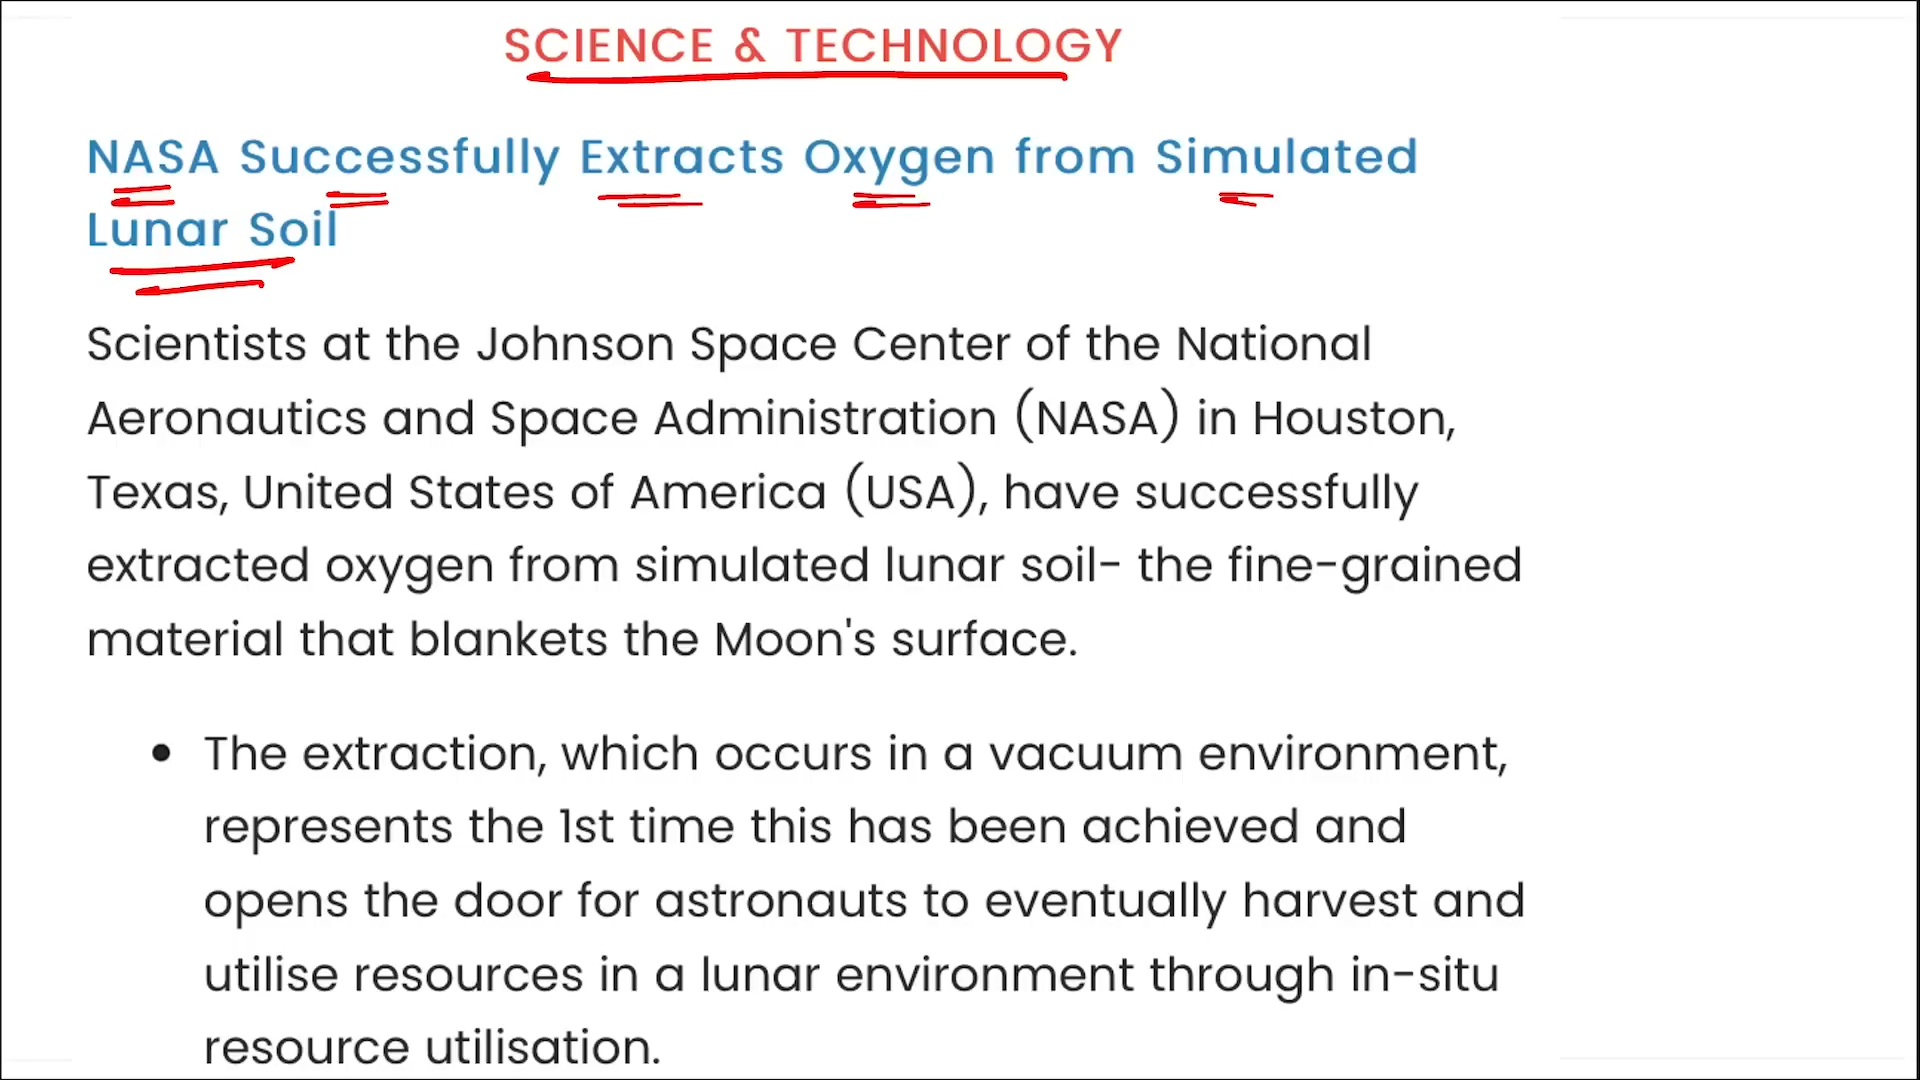 SCIENCE & TECHNOLOGY
NASA Successfully Extracts Oxygen from Simulated
Lunar Soil
Scientists at the Johnson Space Center of the National
Aeronautics and Space Administration (NASA) in Houston,
Texas, United States of America (USA), have successfully
extracted oxygen from simulated lunar soil- the fine-grained
material that blankets the Moon's surface.
• The extraction, which occurs in a vacuum environment,
represents the 1st time this has been achieved and
opens the door for astronauts to eventually harvest and
utilise resources in a lunar environment through in-situ
resource utilisation.